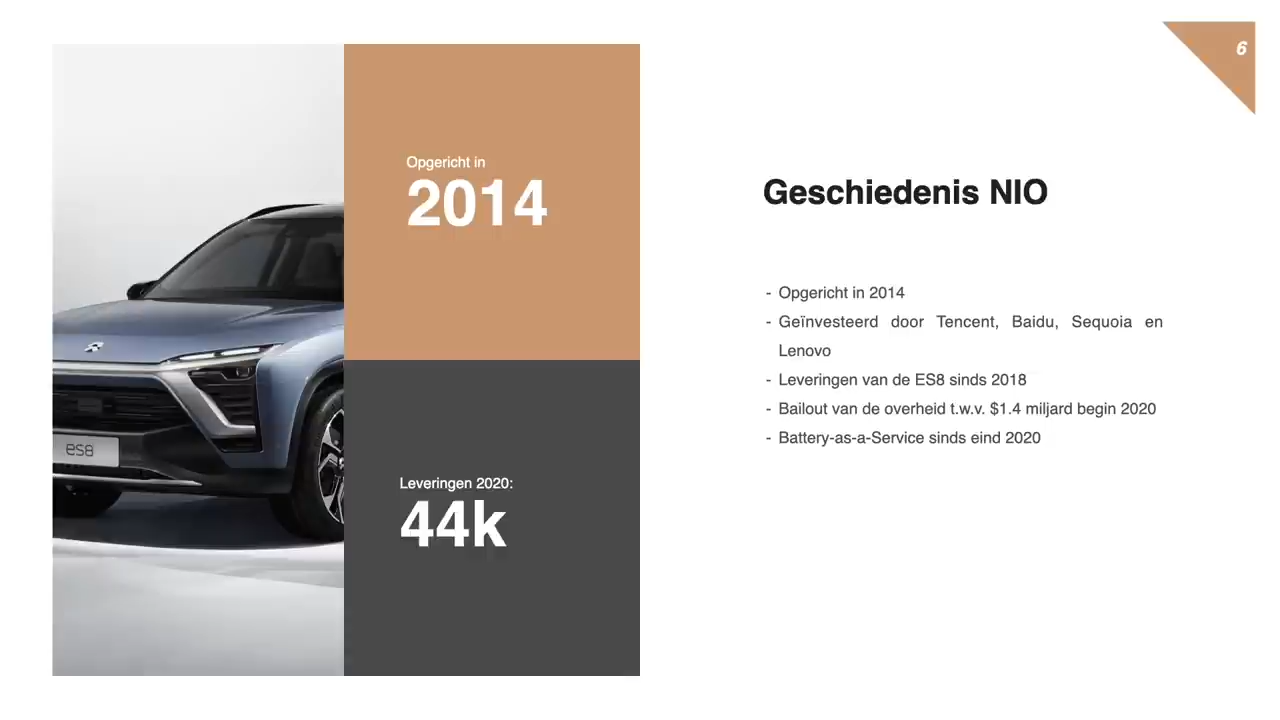 6
Opgericht in
2014
Geschiedenis NIO
- Opgericht in 2014
- Geïnvesteerd door Tencent, Baidu, Sequoia en
Lenovo
- Leveringen van de ES8 sinds 2018
- Bailout van de overheid t.w.v. $1.4 miljard begin 2020
- Battery-as-a-Service sinds eind 2020
es8
Leveringen 2020:
44k